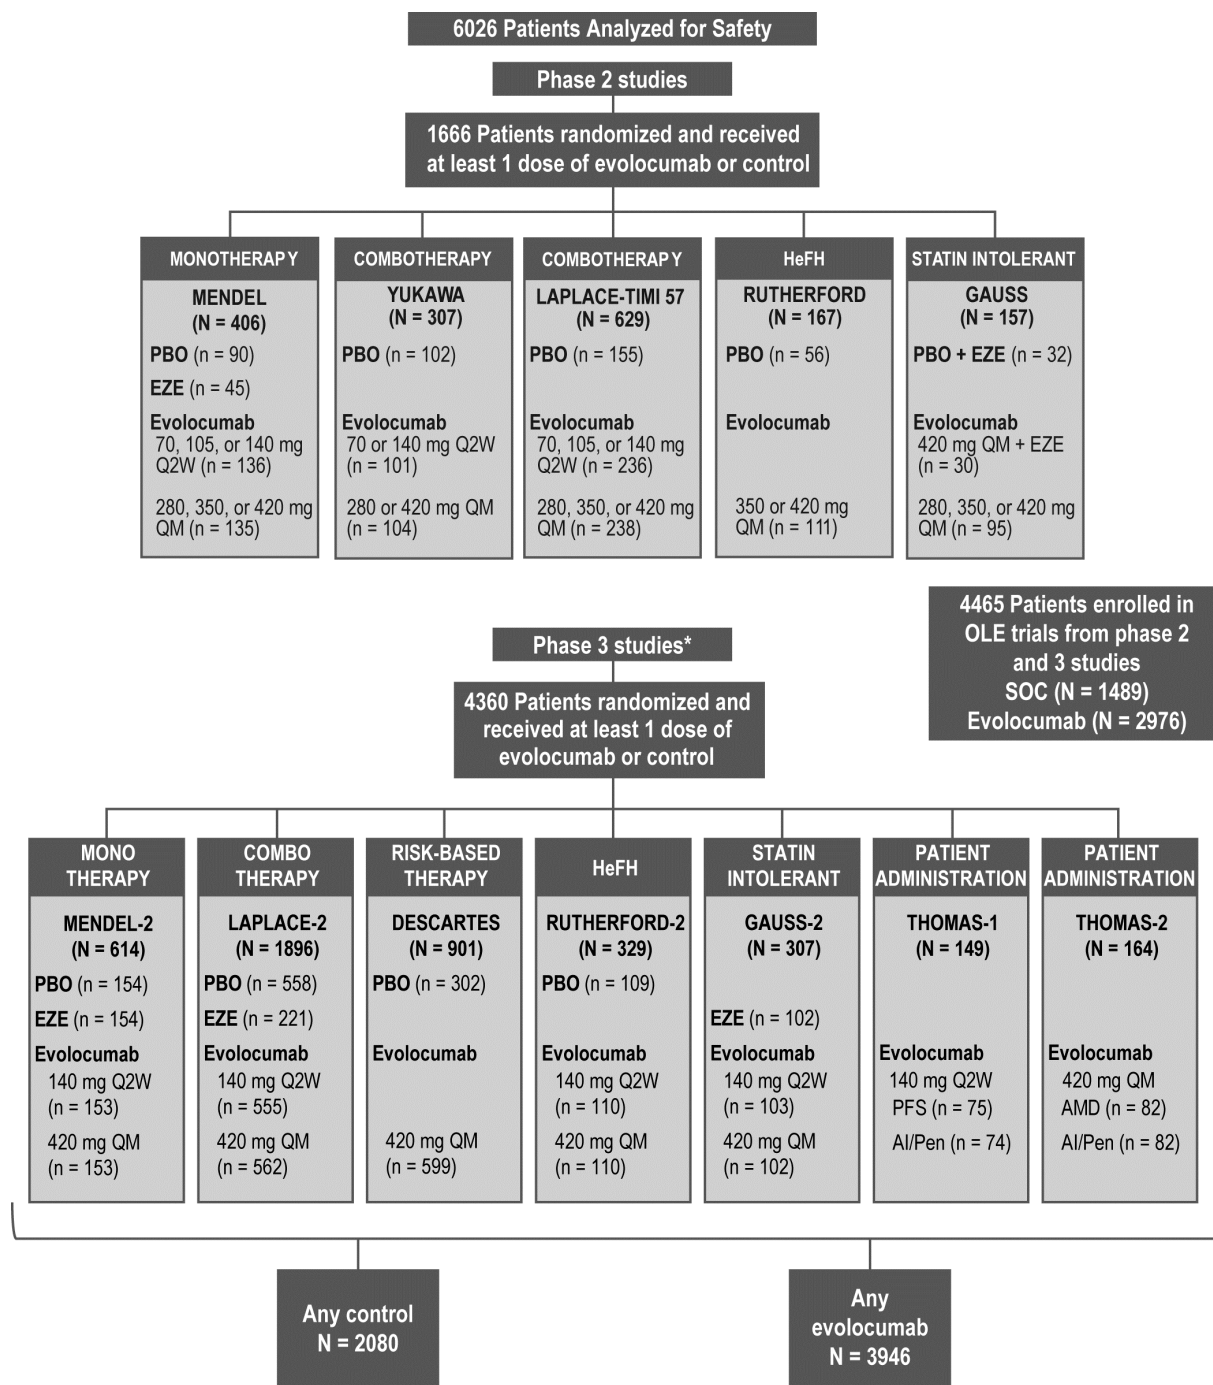 6026 Patients Analyzed for Safety
Phase 2 studies
1666 Patients randomized and received
at least 1 dose of evolocumab or control
MONOTHERAPY
MENDEL
(N = 406)
PBO (n = 90)
EZE (n = 45)
Evolocumab
70, 105, or 140 mg
Q2W (n = 136)
280, 350, or 420 mg
QM (n = 135)
COMBOTHERAPY
YUKAWA
(N = 307)
PBO (n = 102)
Evolocumab
70 or 140 mg Q2W
(n = 101)
280 or 420 mg QM
(n = 104)
COMBOTHERAPY
LAPLACE-TIMI 57
(N = 629)
PBO (n = 155)
Evolocumab
70, 105, or 140 mg
Q2W (n = 236)
280, 350, or 420 mg
QM (n = 238)
HeFH
RUTHERFORD
(N = 167)
PBO (n = 56)
Evolocumab
350 or 420 mg
QM (n = 111)
STATIN INTOLERANT
GAUSS
(N = 157)
PBO + EZE (n = 32)
Evolocumab
420 mg QM + EZE
(n = 30)
280, 350, or 420 mg
QM (n = 95)
4465 Patients enrolled in
OLE trials from phase 2
and 3 studies
SOC (N = 1489)
Evolocumab (N = 2976)
Phase 3 studies*
4360 Patients randomized and
received at least 1 dose of
evolocumab or control
MONO
THERAPY
MENDEL-2
(N = 614)
PBO (n = 154)
EZE (n = 154)
Evolocumab
140 mg Q2W
(n = 153)
420 mg QM
(n = 153)
COMBO
THERAPY
LAPLACE-2
(N = 1896)
PBO (n = 558)
EZE (n = 221)
Evolocumab
140 mg Q2W
(n = 555)
420 mg QM
(n = 562)
RISK-BASED
THERAPY
DESCARTES
(N = 901)
PBO (n = 302)
Evolocumab
420 mg QM
(n = 599)
HeFH
RUTHERFORD-2
(N = 329)
PBO (n = 109)
Evolocumab
140 mg Q2W
(n = 110)
420 mg QM
(n = 110)
STATIN
INTOLERANT
GAUSS-2
(N = 307)
EZE (n = 102)
Evolocumab
140 mg Q2W
(n = 103)
420 mg QM
(n = 102)
PATIENT
ADMINISTRATION
THOMAS-1
(N = 149)
Evolocumab
140 mg Q2W
PFS (n = 75)
AI/Pen (n = 74)
PATIENT
ADMINISTRATION
THOMAS-2
(N = 164)
Evolocumab
420 mg QM
AMD (n = 82)
AI/Pen (n = 82)
Any control
N = 2080
Any
evolocumab
N = 3946